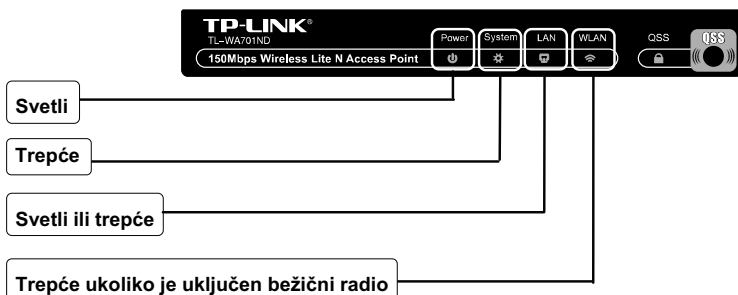 TP-LINK®
TL-WA701ND
150Mbps Wireless Lite N Access Point
Power System LAN WLAN QSS QSS
Svetli
Trepće
Svetli ili trepće
Trepće ukoliko je uključen bežični radio